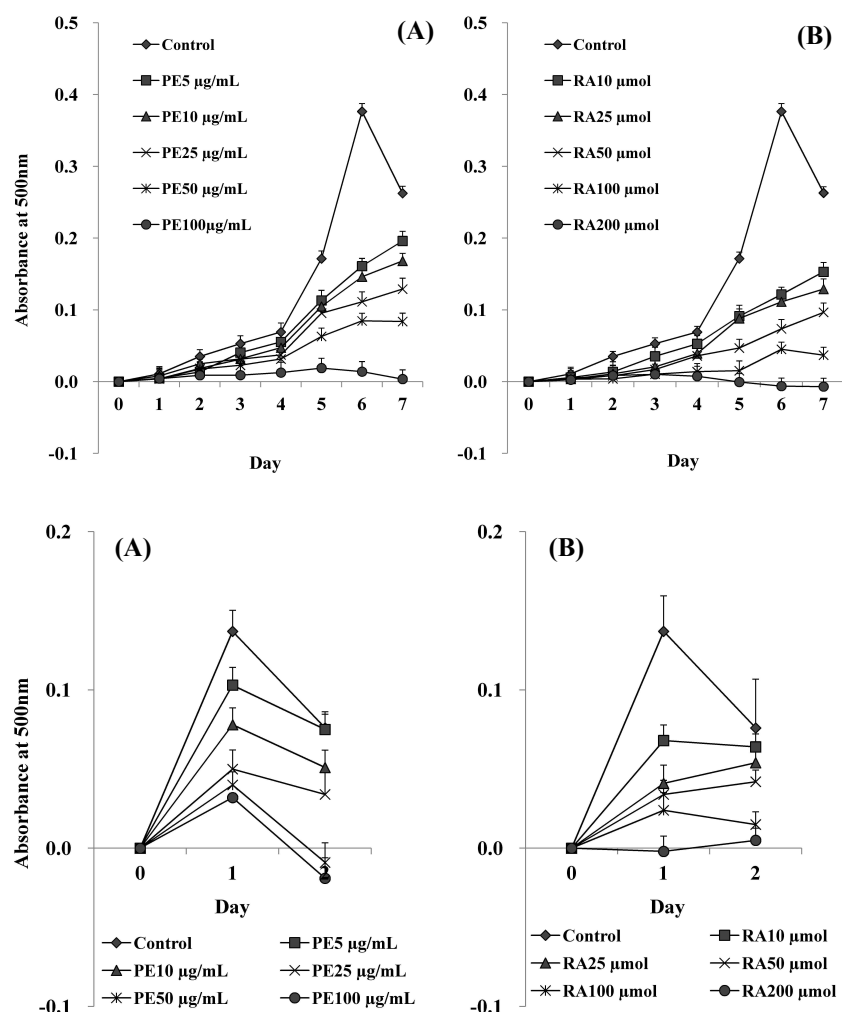 (A)
0.5
0.4
0.3
0.2
0.1
0.0
-0.1
Absorbance at 500nm
Control
PE5 µg/mL
PE10 µg/mL
PE25 µg/mL
PE50 µg/mL
PE100µg/mL
0 1 2 3 4 5 6 7
Day
(B)
0.5
0.4
0.3
0.2
0.1
0.0
-0.1
Control
RA10 µmol
RA25 µmol
RA50 µmol
RA100 µmol
RA200 µmol
0 1 2 3 4 5 6 7
Day
(A)
0.2
0.1
0.0
-0.1
Absorbance at 500nm
0 1 2
Day
Control PE5 µg/mL
PE10 µg/mL PE25 µg/mL
PE50 µg/mL PE100 µg/mL
(B)
0.2
0.1
0.0
-0.1
0 1 2
Day
Control RA10 µmol
RA25 µmol RA50 µmol
RA100 µmol RA200 µmol